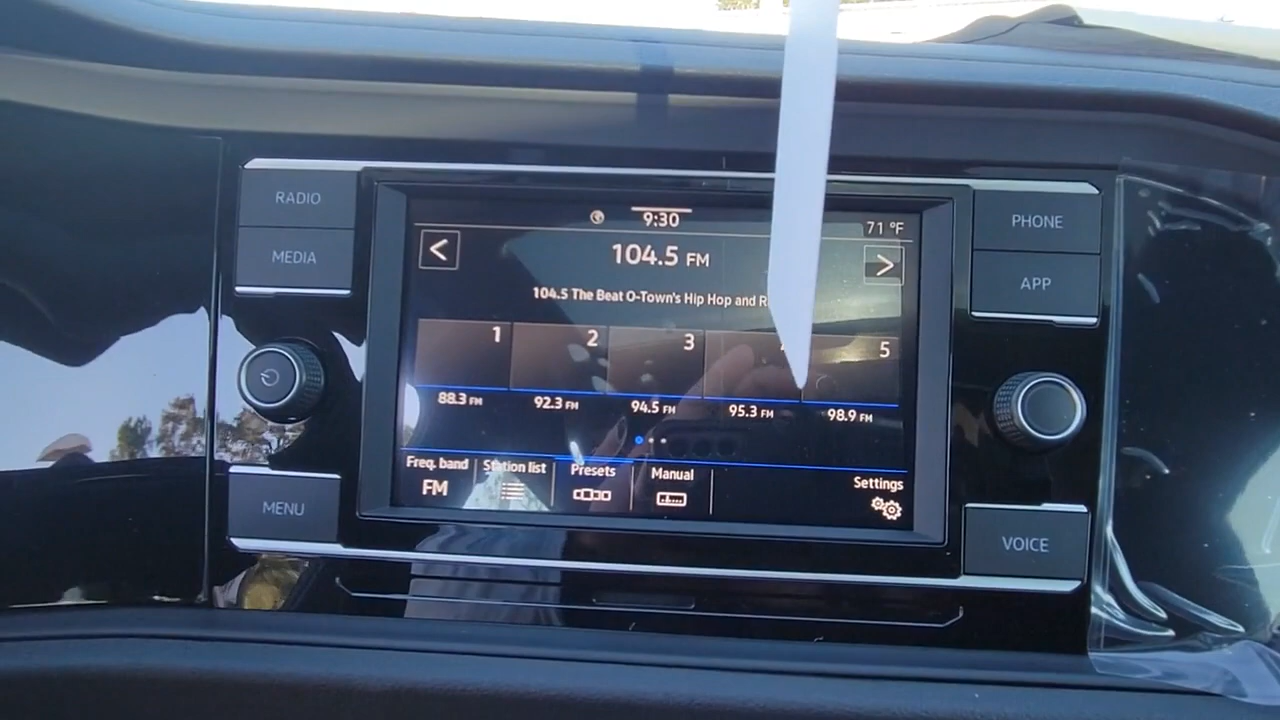 RADIO
MEDIA
MENU
9:30
71 °F
<
104.5 FM
>
104.5 The Beat O-Town's Hip Hop and
1 2 3 5
88.3 FM 92.3 FM 94.5 FM 95.3 FM 98.9 FM
Freq. band Station list Presets Manual Settings
FM
PHONE
APP
VOICE